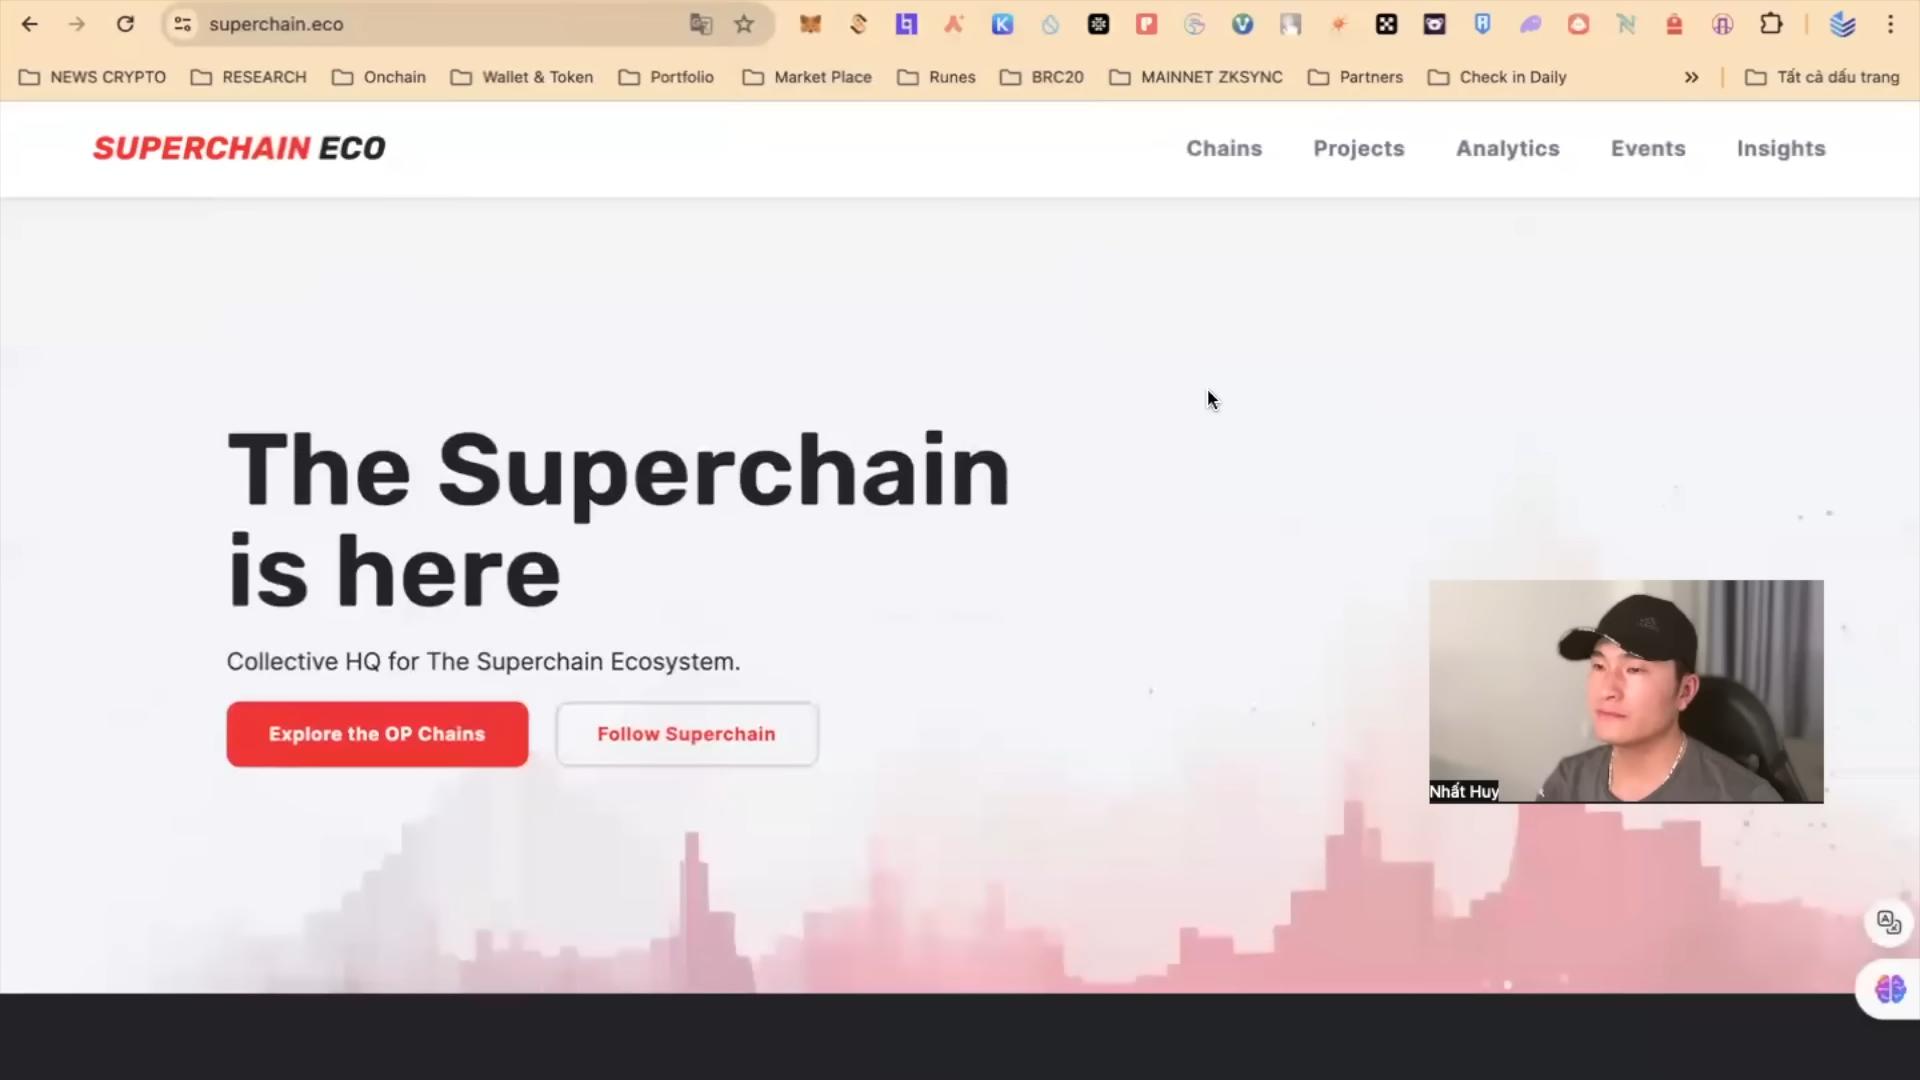 superchain.eco
NEWS CRYPTO
RESEARCH
Onchain
Wallet & Token
Portfolio
Market Place
Runes
BRC20
MAINNET ZKSYNC
Partners
Check in Daily
Tất cả dấu trang
SUPERCHAIN ECO
Chains
Projects
Analytics
Events
Insights
The Superchain
is here
Collective HQ for The Superchain Ecosystem.
Explore the OP Chains
Follow Superchain
Nhất Huy